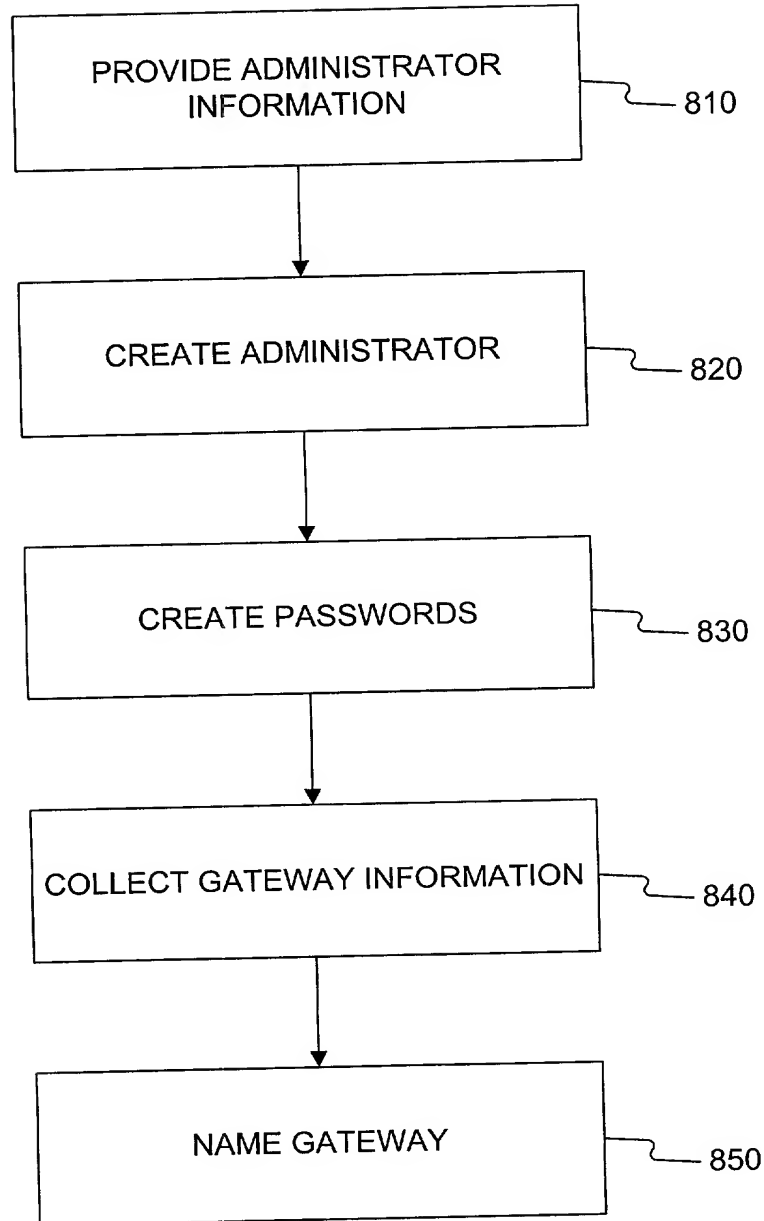 PROVIDE ADMINISTRATOR
INFORMATION
810
CREATE ADMINISTRATOR
820
CREATE PASSWORDS
830
COLLECT GATEWAY INFORMATION
840
NAME GATEWAY
850